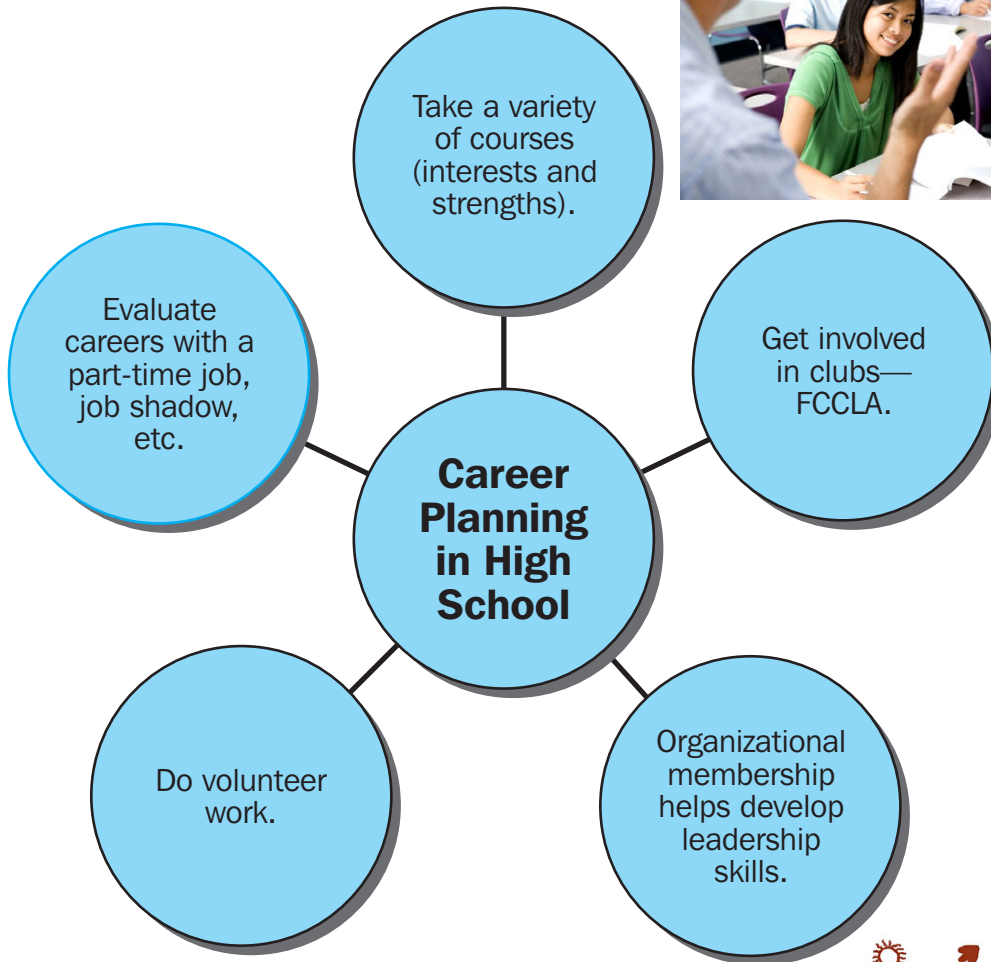 Take a variety
of courses
(interests and
strengths).
Evaluate
careers with a
part-time job,
job shadow,
etc.
Get involved
in clubs—
FCCLA.
Career
Planning
in High
School
Do volunteer
work.
Organizational
membership
helps develop
leadership
skills.